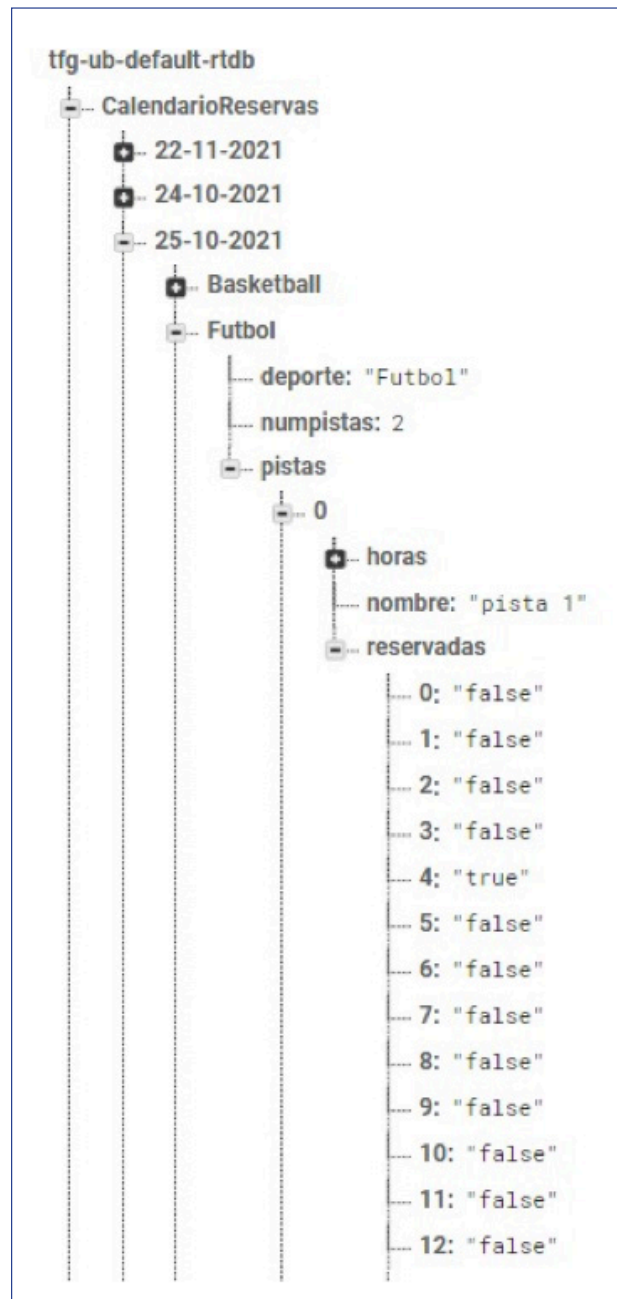 tfg-ub-default-rtdb
CalendarioReservas
22-11-2021
24-10-2021
25-10-2021
Basketball
Futbol
deporte: "Futbol"
numpistas: 2
pistas
0
horas
nombre: "pista 1"
reservadas
0: "false"
1: "false"
2: "false"
3: "false"
4: "true"
5: "false"
6: "false"
7: "false"
8: "false"
9: "false"
10: "false"
11: "false"
12: "false"